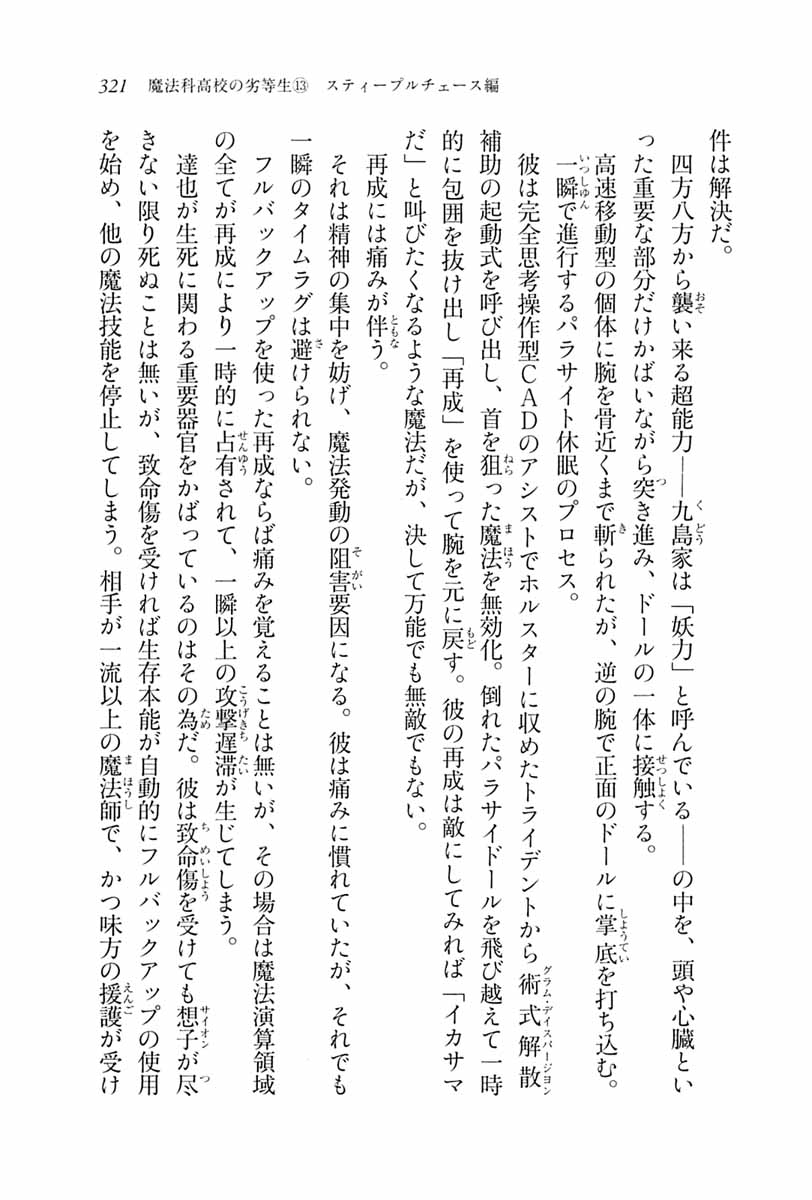 321　魔法科高校の劣等生⑬　スティープルチェース編
件は解決だ。
　四方八方から襲い来る超能力――九島家は「妖力」と呼んでいる――の中を、頭や心臓とい
った重要な部分だけかばいながら突き進み、ドールの一体に接触する。
高速移動型の個体に腕を骨近くまで斬られたが、逆の腕で正面のドールに掌底を打ち込む。
　一瞬で進行するパラサイト休眠のプロセス。
　彼は完全思考操作型ＣＡＤのアシストでホルスターに収めたトライデントから術式解散
補助の起動式を呼び出し、首を狙った魔法を無効化。倒れたパラサイドールを飛び越えて一時
的に包囲を抜け出し「再成」を使って腕を元に戻す。彼の再成は敵にしてみれば「イカサマ
だ」と叫びたくなるような魔法だが、決して万能でも無敵でもない。
　再成には痛みが伴う。
　それは精神の集中を妨げ、魔法発動の阻害要因になる。彼は痛みに慣れていたが、それでも
一瞬のタイムラグは避けられない。
　フルバックアップを使った再成ならば痛みを覚えることは無いが、その場合は魔法演算領域
の全てが再成により一時的に占有されて、一瞬以上の攻撃遅滞が生じてしまう。
　達也が生死に関わる重要器官をかばっているのはその為だ。彼は致命傷を受けても想子が尽
きない限り死ぬことは無いが、致命傷を受ければ生存本能が自動的にフルバックアップの使用
を始め、他の魔法技能を停止してしまう。相手が一流以上の魔法師で、かつ味方の援護が受け